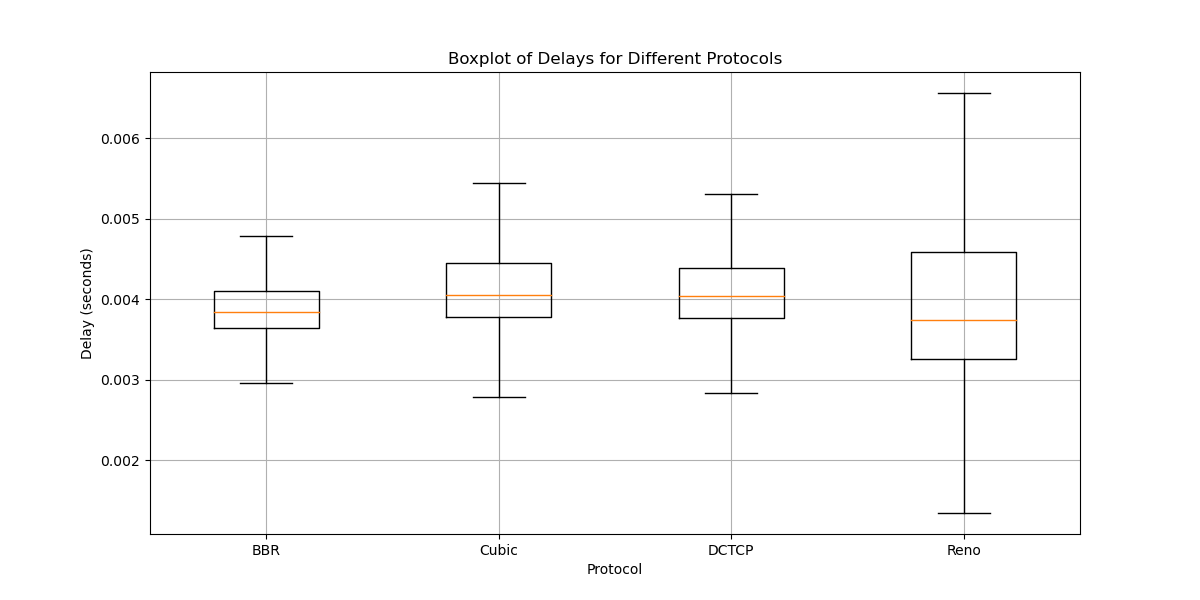 Boxplot of Delays for Different Protocols
Delay (seconds)
0.006
0.005
0.004
0.003
0.002
BBR
Cubic
DCTCP
Reno
Protocol